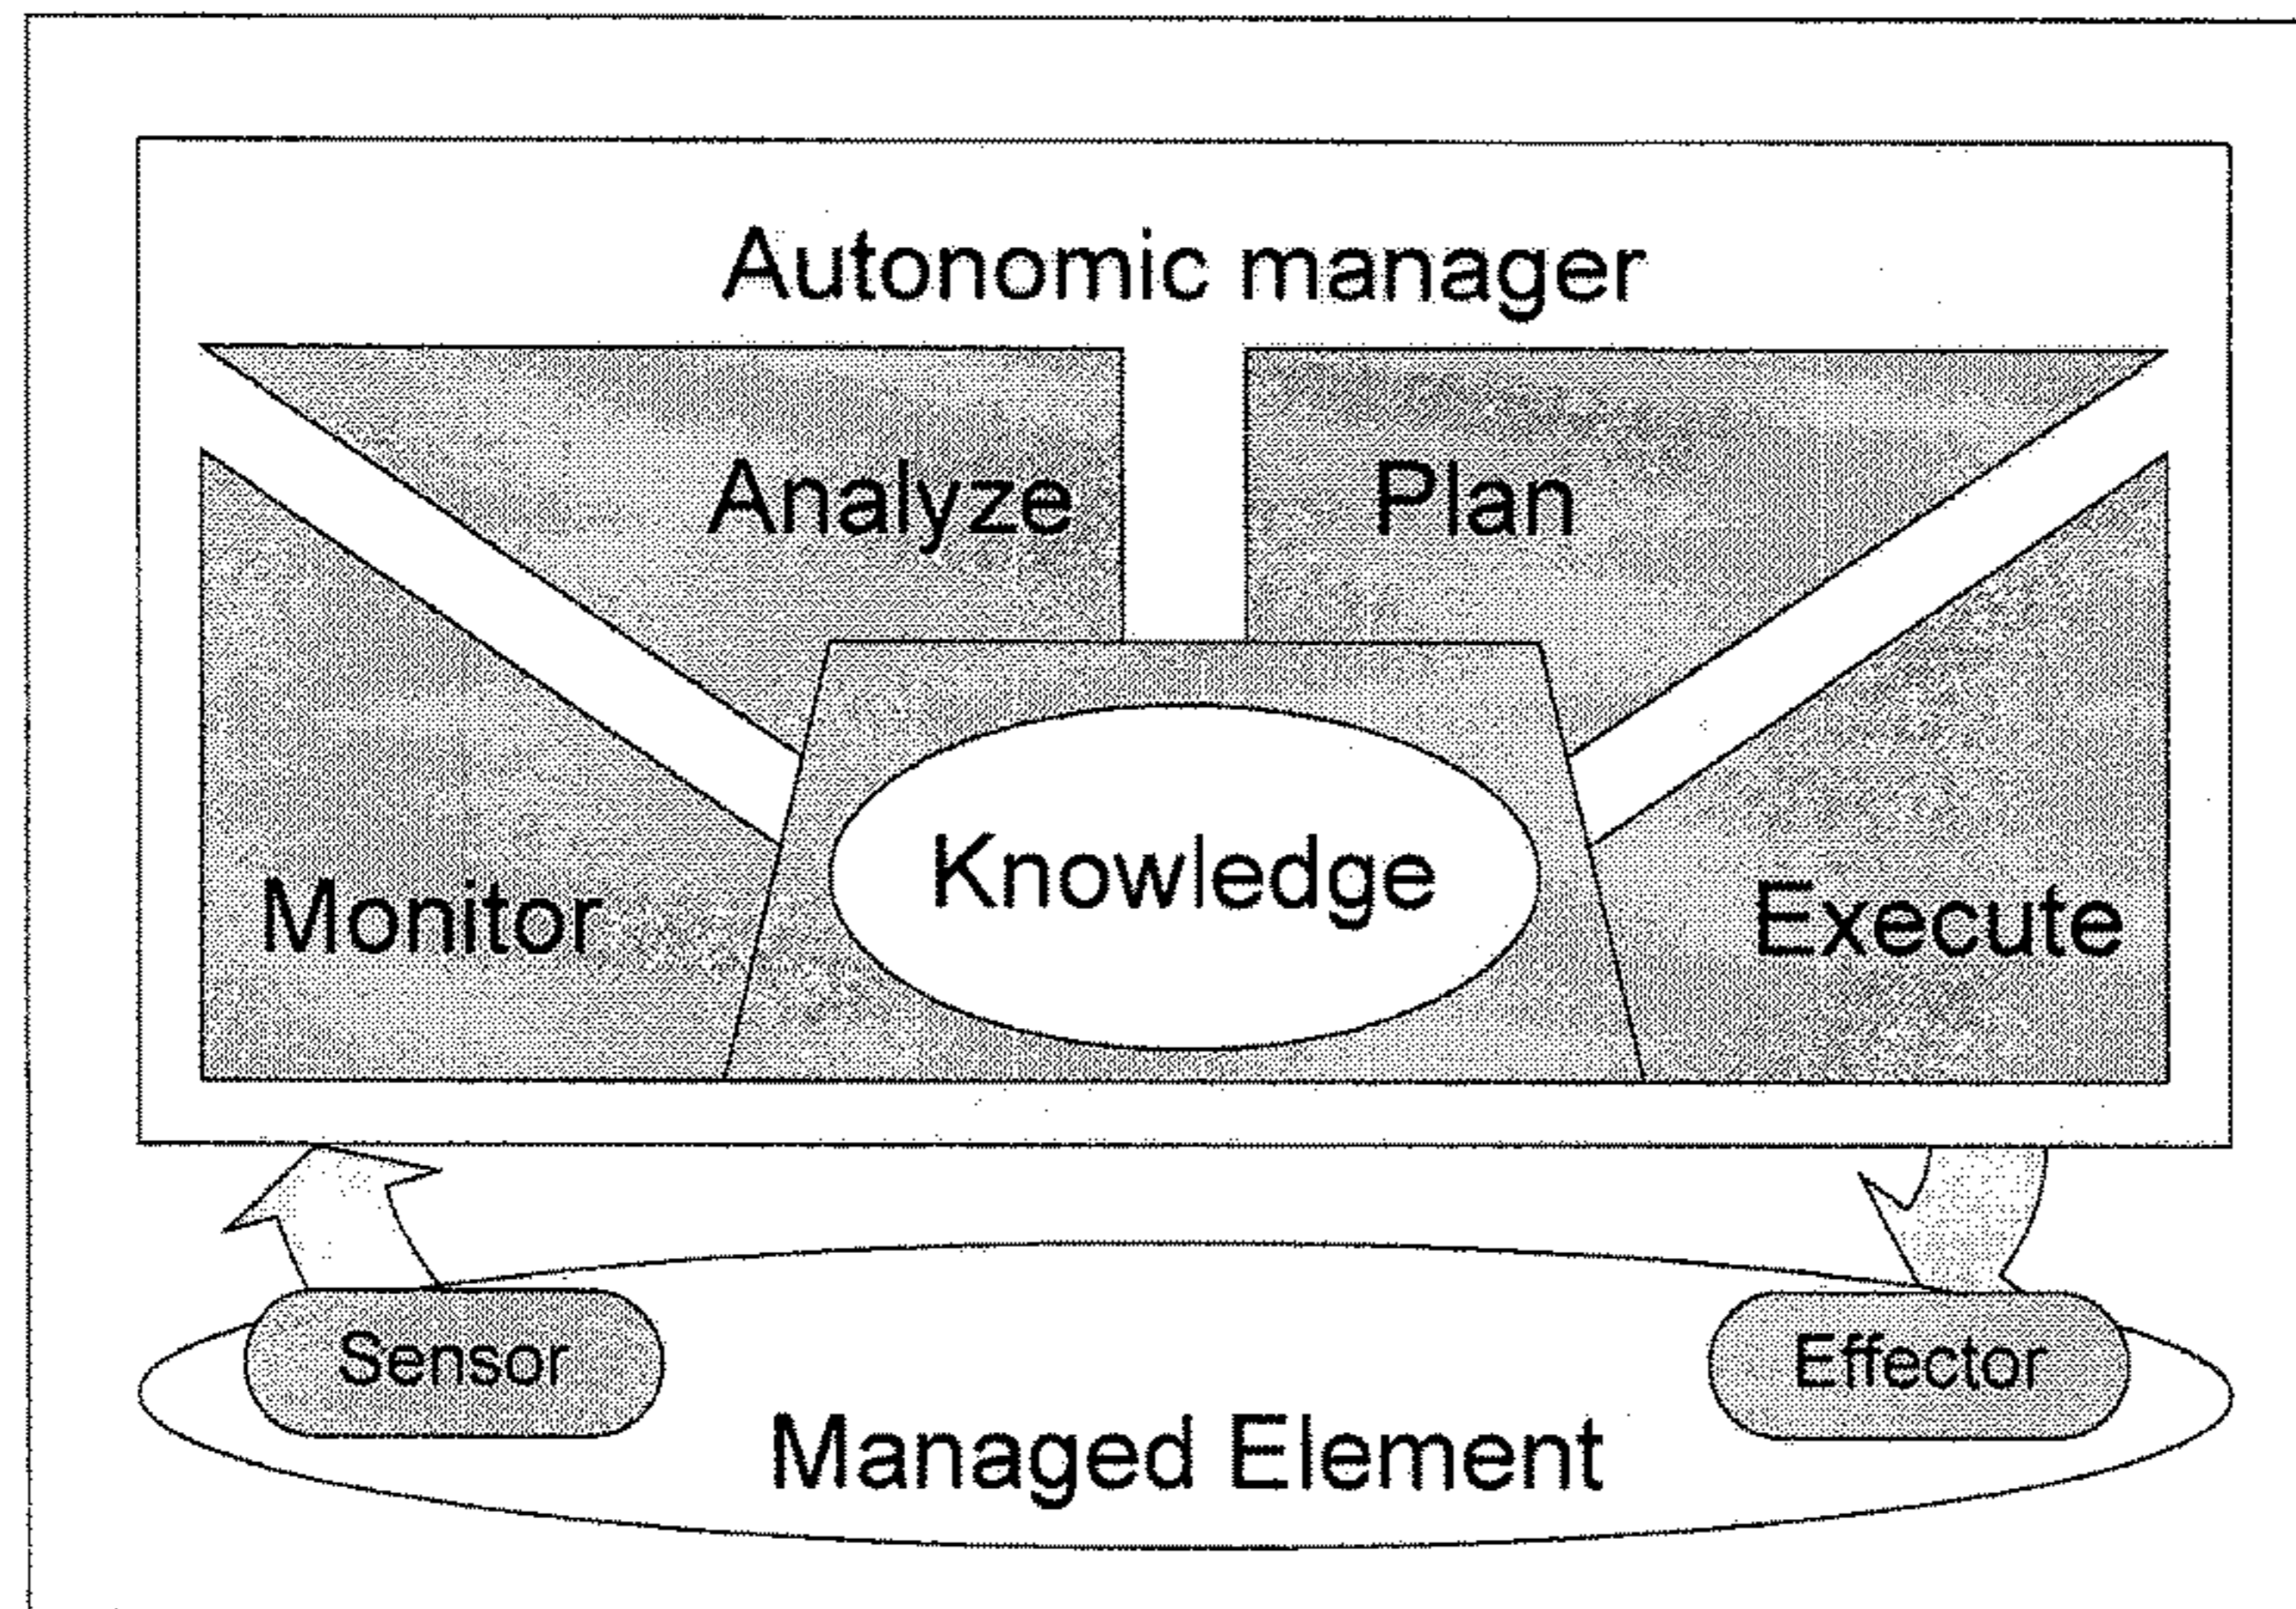 Autonomic manager
Analyze
Plan
Monitor
Knowledge
Execute
Sensor
Effector
Managed Element